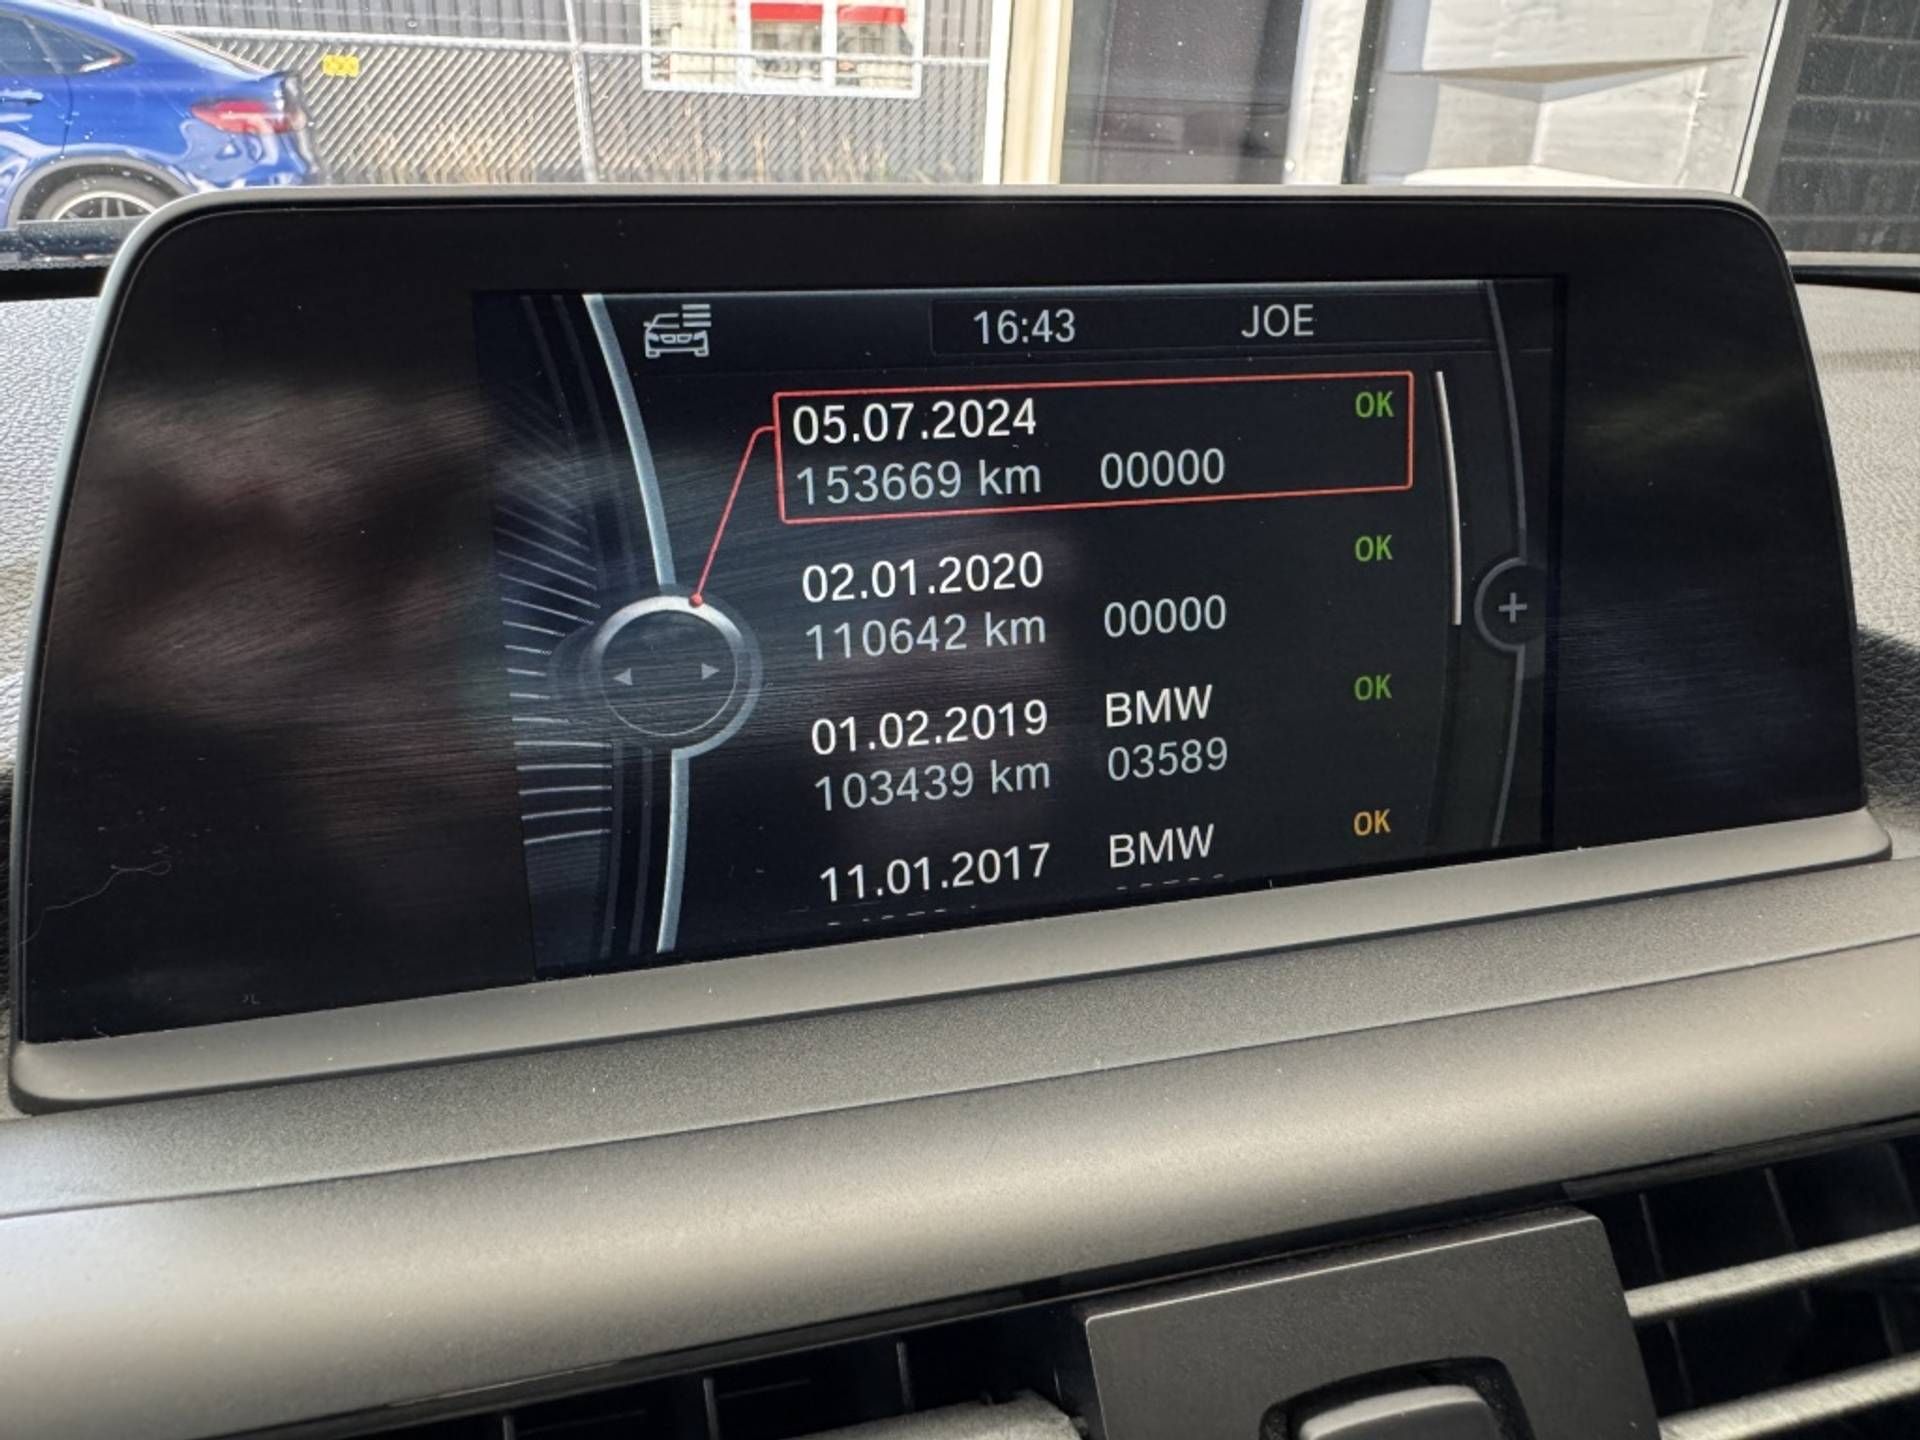 16:43 JOE
05.07.2024 OK
153669 km 00000
02.01.2020 OK
110642 km 00000
01.02.2019 BMW OK
103439 km 03589
11.01.2017 BMW OK